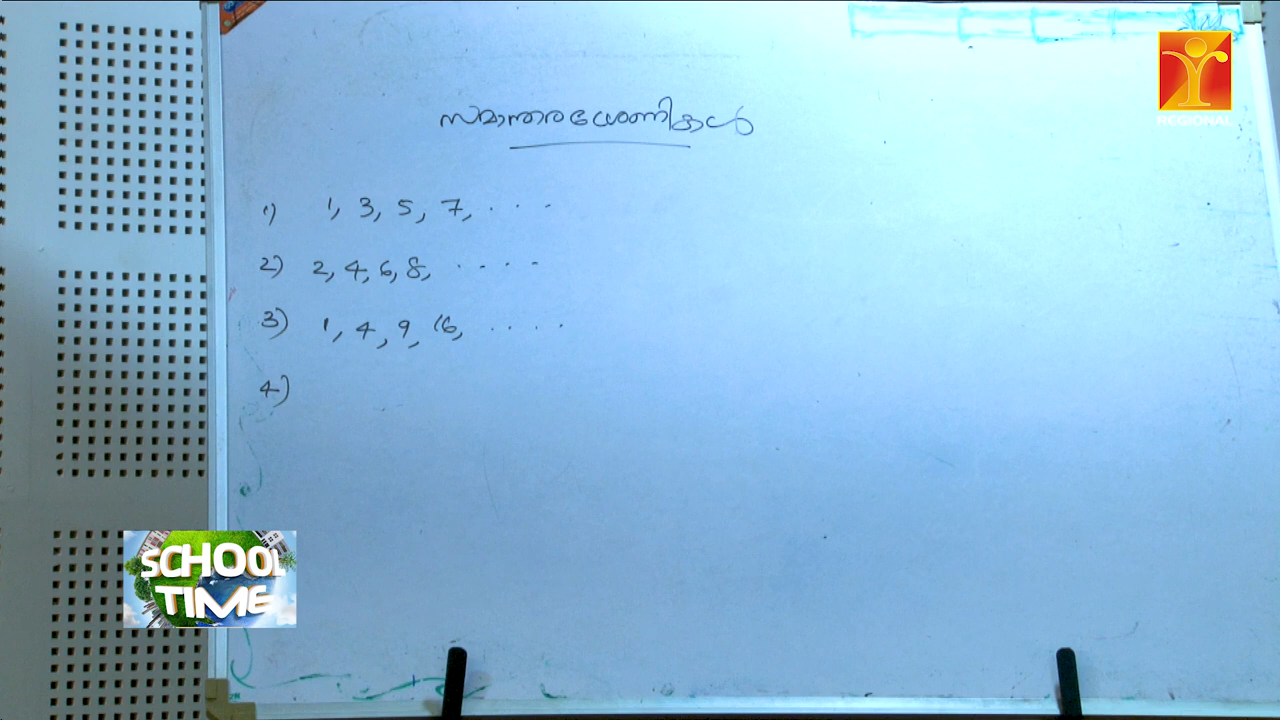 REGIONAL
സമാന്തരശ്രേണികൾ
1) 1, 3, 5, 7, . . .
2) 2, 4, 6, 8, . . . .
3) 1, 4, 9, 16, . . . .
4)
SCHOOL
TIME